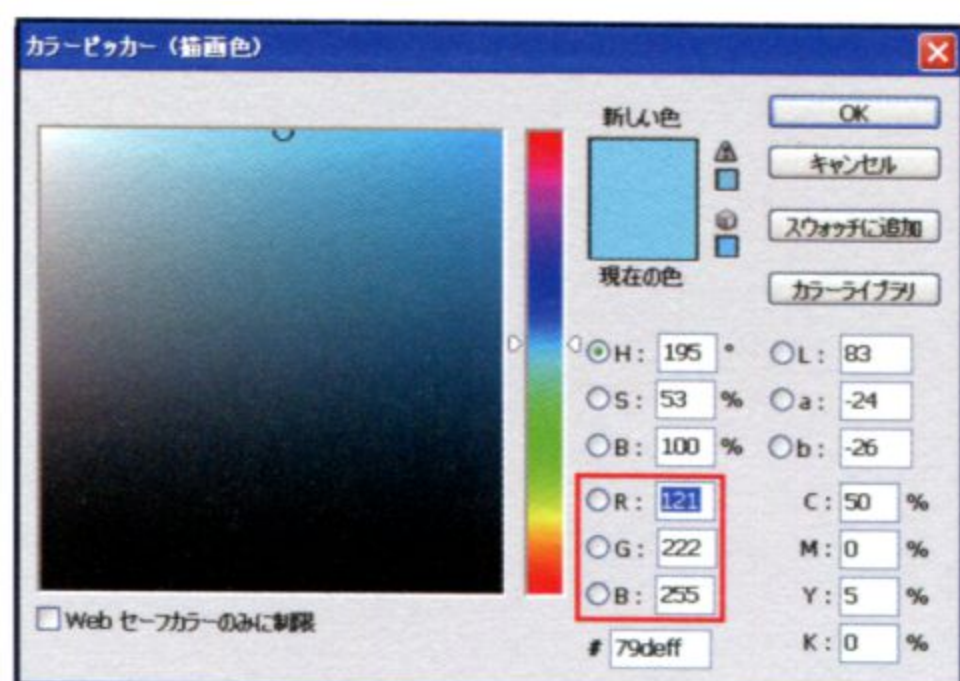 カラーピッカー（描画色）
新しい色
現在の色
OK
キャンセル
スウォッチに追加
カラーライブラリ
H： 195 °
S： 53 %
B： 100 %
R： 121
G： 222
B： 255
# 79deff
L： 83
a： -24
b： -26
C： 50 %
M： 0 %
Y： 5 %
K： 0 %
Web セーフカラーのみに制限